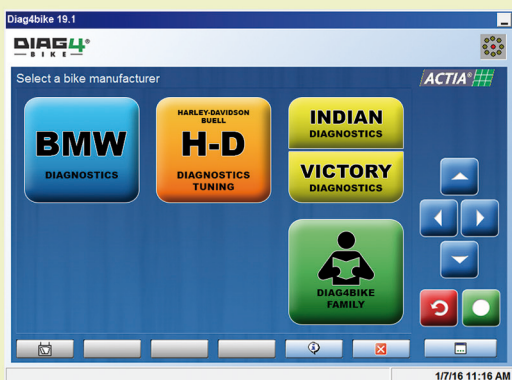 Diag4bike 19.1
DIAG4®
BIKE
Select a bike manufacturer
ACTIA®
BMW
DIAGNOSTICS
HARLEY-DAVIDSON
BUELL
H-D
DIAGNOSTICS
TUNING
INDIAN
DIAGNOSTICS
VICTORY
DIAGNOSTICS
DIAG4BIKE
FAMILY
1/7/16 11:16 AM